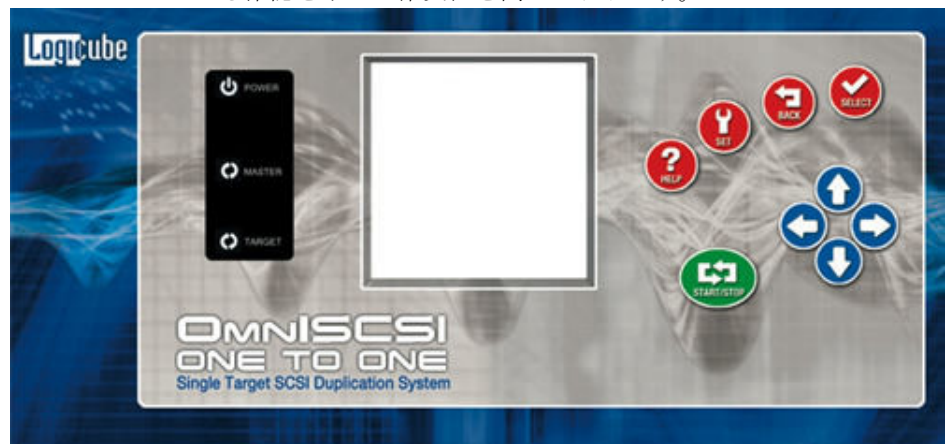 Logicube
POWER
MASTER
TARGET
HELP
SET
BACK
SELECT
START/STOP
OMNISCSI
ONE TO ONE
Single Target SCSI Duplication System